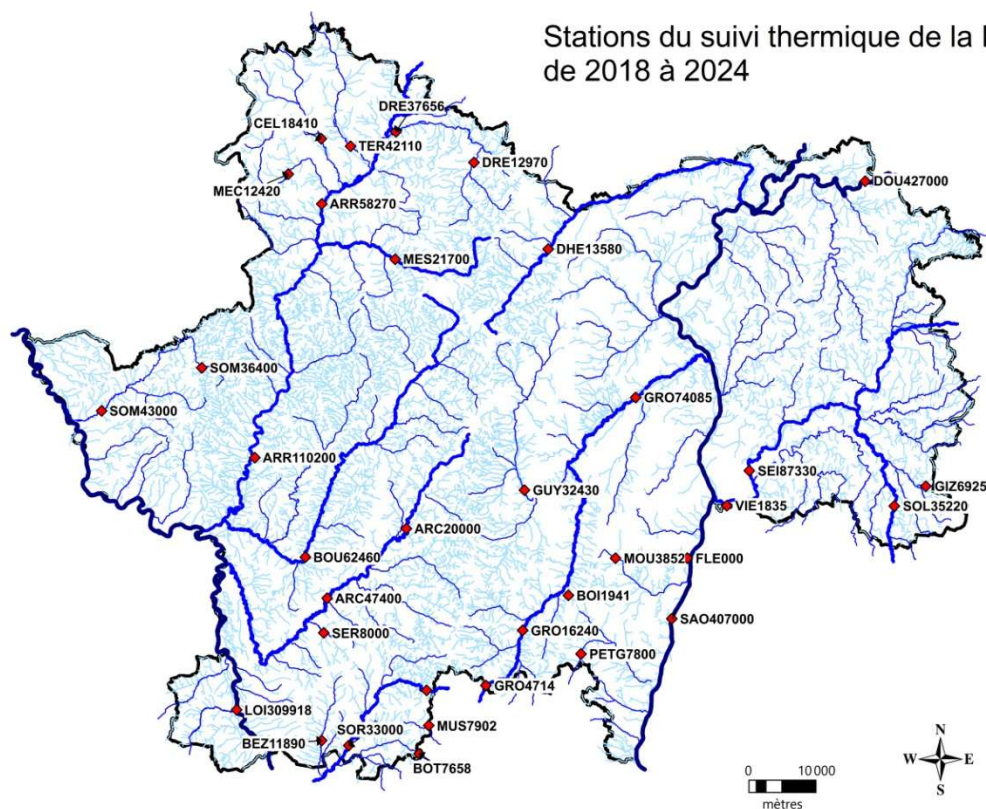 Stations du suivi thermique de la
de 2018 à 2024
DRE37656
CEL18410
TER42110
DRE12970
MEC12420
DOU427000
ARR58270
DHE13580
MES21700
SOM36400
GRO74085
SOM43000
ARR110200
SEI87330
GUY32430
GIZ6925
VIE1835
SOL35220
ARC20000
BOU62460
MOU3852
FLE000
BOI1941
ARC47400
SAO407000
SER8000
GRO16240
PETG7800
GRO4714
LOI309918
MUS7902
SOR33000
BEZ11890
BOT7658
N
W E
S
0 10000
mètres